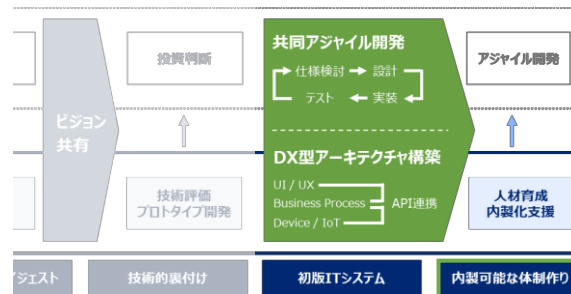 投資判断
共同アジャイル開発
アジャイル開発
仕様検討
設計
テスト
実装
ビジョン
共有
DX型アーキテクチャ構築
技術評価
プロトタイプ開発
UI / UX
Business Process
API連携
Device / IoT
人材育成
内製化支援
ジェスト
技術的裏付け
初版ITシステム
内製可能な体制作り